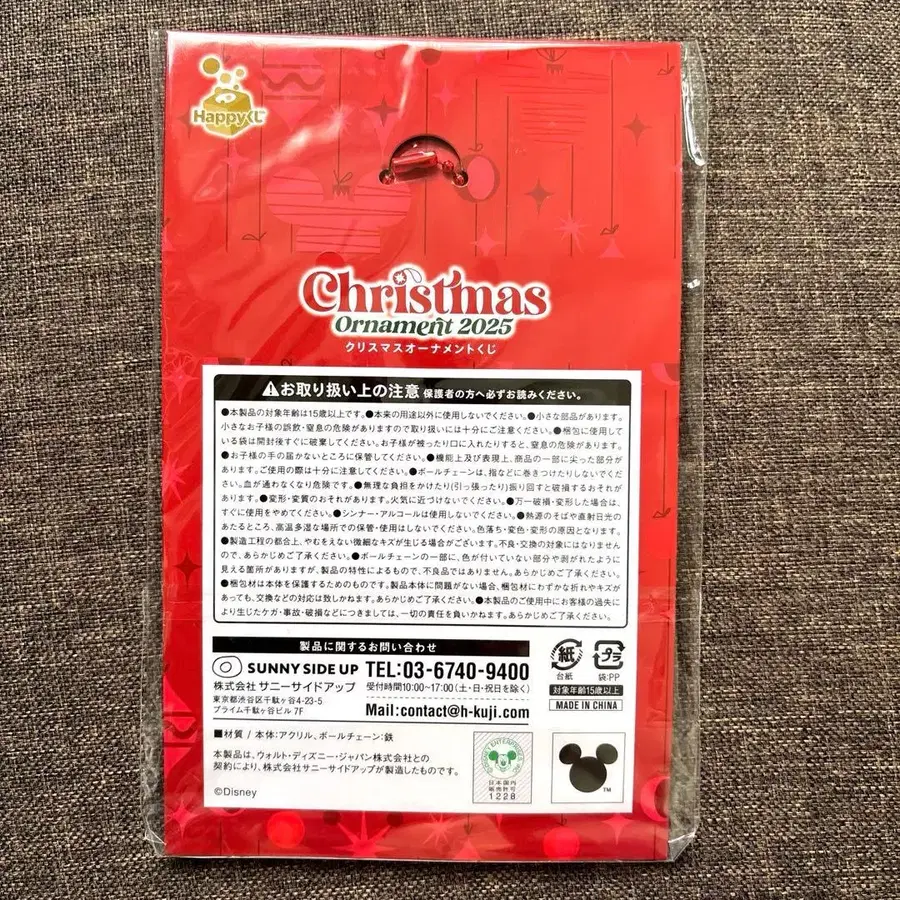 Happyくじ
Christmas
Ornament 2025
クリスマスオーナメントくじ
⚠お取り扱い上の注意 保護者の方へ必ずお読みください。
●本製品の対象年齢は15歳以上です。●本来の用途以外に使用しないでください。●小さな部品があります。
小さなお子様の誤飲・窒息の危険がありますので取り扱いには十分にご注意ください。●梱包に使用して
いる袋は開封後すぐに破棄してください。お子様が被ったり口に入れたりすると、窒息の危険があります。
●お子様の手の届かないところに保管してください。●機能上及び表現上、商品の一部に尖った部分が
あります。ご使用の際は十分に注意してください。●ボールチェーンは、指などに巻きつけたりしないでくだ
さい。血が通わなくなり危険です。●無理な負担をかけたり(引っ張ったり)振り回すと破損するおそれが
あります。●変形・変質のおそれがあります。火気に近づけないでください。●万一破損・変形した場合は、
すぐに使用をやめてください。●シンナー・アルコールは使用しないでください。●熱源のそばや直射日光の
あたるところ、高温多湿な場所での保管・使用はしないでください。色落ち・変色・変形の原因となります。
●製造工程の都合上、やむをえない微細なキズが生じる場合がございます。不良・交換の対象にはなりません
ので、あらかじめご了承ください。●ボールチェーンの一部に、色が付いていない部分や剥がれたように
見える箇所がありますが、製品の特性によるもので、不良品ではありません。あらかじめご了承ください。
●梱包材は本体を保護するためのものです。製品本体に問題がない場合、梱包材にわずかな折れやキズが
あっても、交換などの対応は致しかねます。あらかじめご了承ください。●本製品のご使用中にお客様の過失に
より生じたケガ・事故・破損などにつきましては、一切の責任を負いかねます。あらかじめご了承ください。
製品に関するお問い合わせ
SUNNY SIDE UP
株式会社 サニーサイドアップ
東京都渋谷区千駄ヶ谷4-23-5
プライム千駄ヶ谷ビル 7F
TEL:03-6740-9400
受付時間10:00~17:00(土・日・祝日を除く)
Mail:contact@h-kuji.com
紙
台紙
プラ
袋:PP
対象年齢15歳以上
MADE IN CHINA
■材質 / 本体:アクリル、ボールチェーン:鉄
本製品は、ウォルト・ディズニー・ジャパン株式会社との
契約により、株式会社サニーサイドアップが製造したものです。
©Disney
日本国内
販売許可
1228
TM